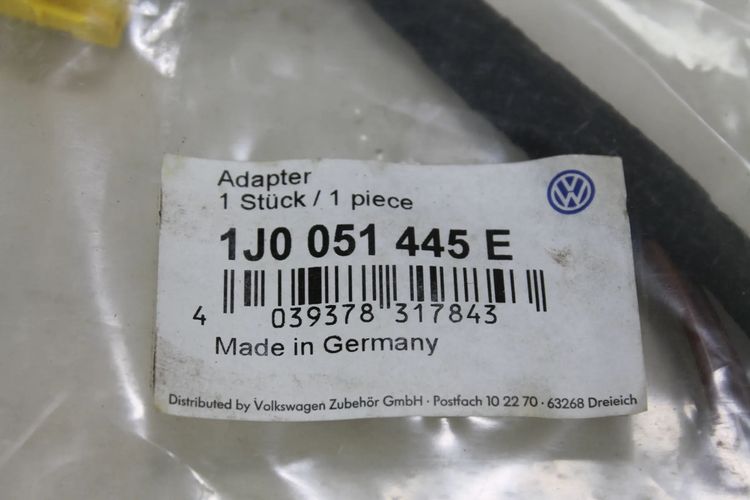 Adapter
1 Stück / 1 piece
1J0 051 445 E
4 039378 317843
Made in Germany
Distributed by Volkswagen Zubehör GmbH · Postfach 10 22 70 · 63268 Dreieich